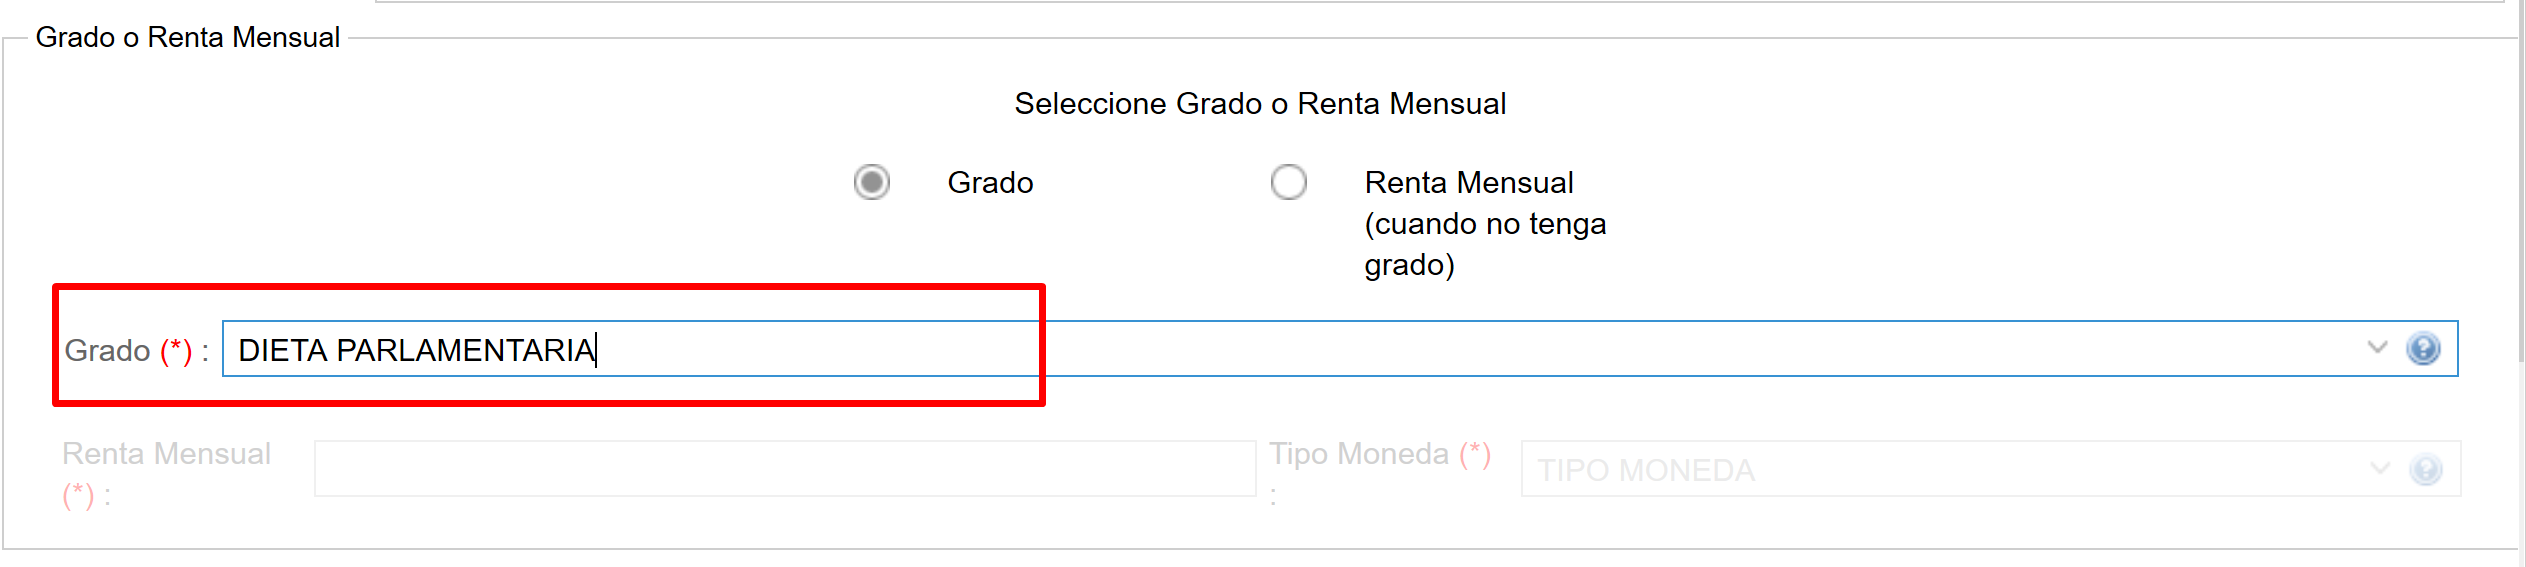 Grado o Renta Mensual
Seleccione Grado o Renta Mensual
Grado
Renta Mensual
(cuando no tenga
grado)
Grado (*) : DIETA PARLAMENTARIA
Renta Mensual
(*) :
Tipo Moneda (*)
:
TIPO MONEDA